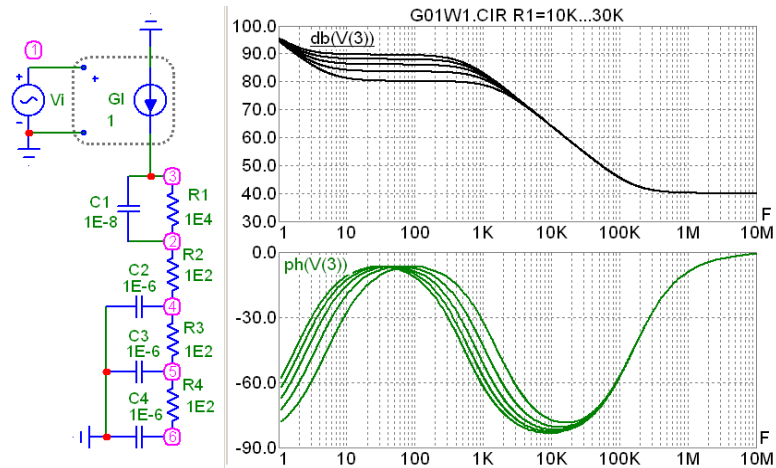 1
+
+
Vi
-
GI
1
3
C1
1E-8
R1
1E4
2
R2
1E2
C2
1E-6
4
R3
1E2
C3
1E-6
5
R4
1E2
C4
1E-6
6
G01W1.CIR R1=10K...30K
100.0
90.0
80.0
70.0
60.0
50.0
40.0
30.0
db(V(3))
1 10 100 1K 10K 100K 1M 10M
F
0.0
-30.0
-60.0
-90.0
ph(V(3))
1 10 100 1K 10K 100K 1M 10M
F